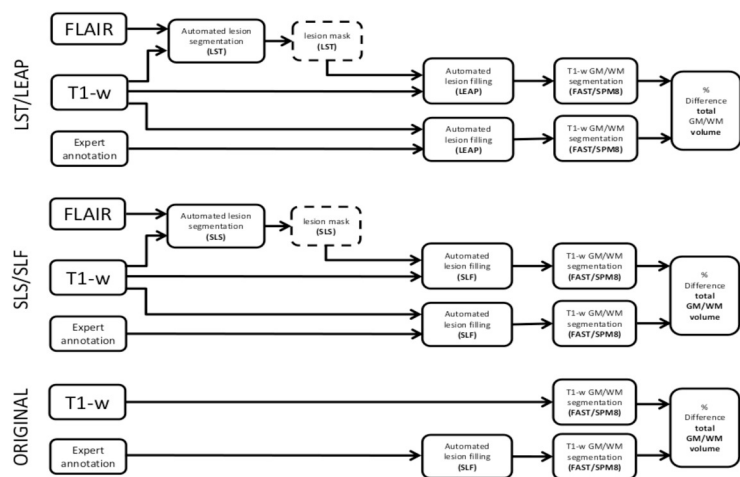 LST/LEAP
FLAIR
T1-w
Expert
annotation
Automated lesion
segmentation
(LST)
lesion mask
(LST)
Automated
lesion filling
(LEAP)
T1-w GM/WM
segmentation
(FAST/SPM8)
Automated
lesion filling
(LEAP)
T1-w GM/WM
segmentation
(FAST/SPM8)
%
Difference
total
GM/WM
volume
SLS/SLF
FLAIR
T1-w
Expert
annotation
Automated lesion
segmentation
(SLS)
lesion mask
(SLS)
Automated
lesion filling
(SLF)
T1-w GM/WM
segmentation
(FAST/SPM8)
Automated
lesion filling
(SLF)
T1-w GM/WM
segmentation
(FAST/SPM8)
%
Difference
total
GM/WM
volume
ORIGINAL
T1-w
Expert
annotation
T1-w GM/WM
segmentation
(FAST/SPM8)
Automated
lesion filling
(SLF)
T1-w GM/WM
segmentation
(FAST/SPM8)
%
Difference
total
GM/WM
volume